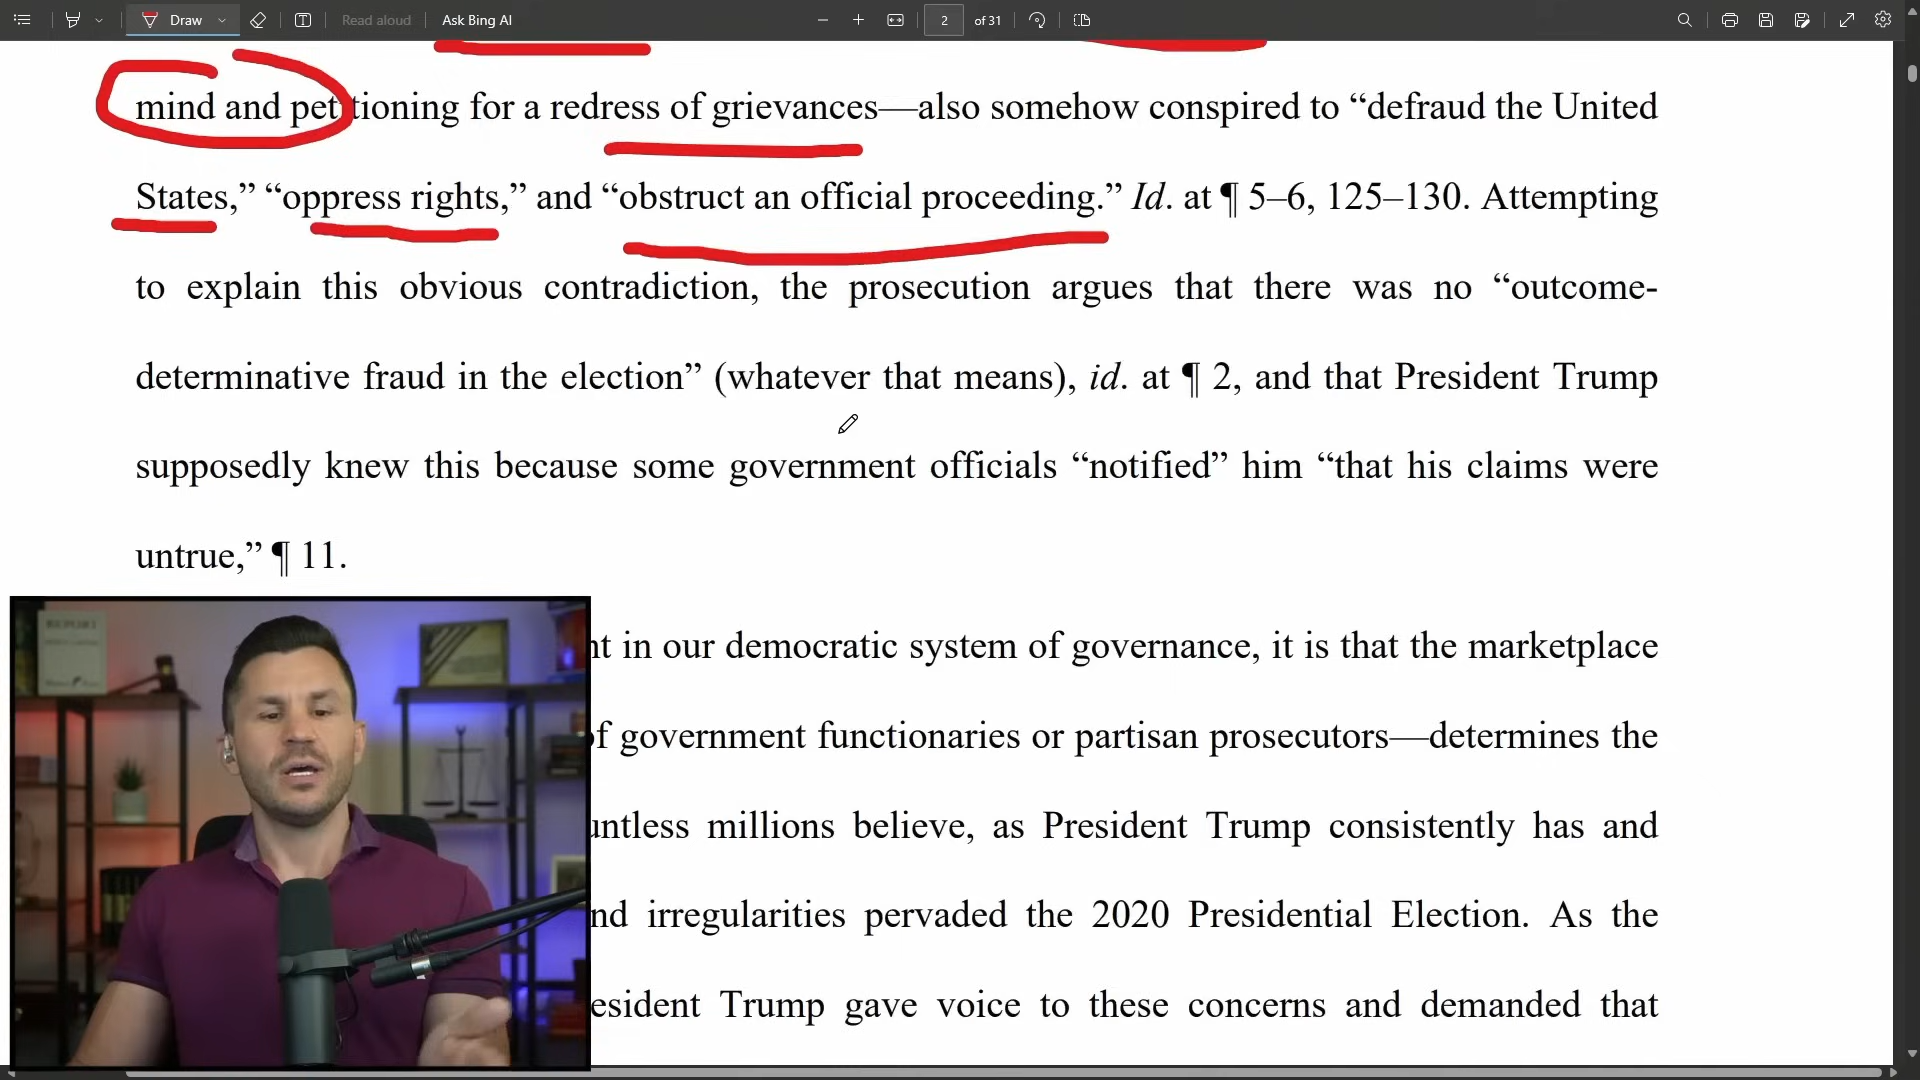 Draw
Read aloud
Ask Bing AI
2 of 31
mind and petitioning for a redress of grievances—also somehow conspired to “defraud the United
States,” “oppress rights,” and “obstruct an official proceeding.” Id. at ¶ 5–6, 125–130. Attempting
to explain this obvious contradiction, the prosecution argues that there was no “outcome-
determinative fraud in the election” (whatever that means), id. at ¶ 2, and that President Trump
supposedly knew this because some government officials “notified” him “that his claims were
untrue,” ¶ 11.
nt in our democratic system of governance, it is that the marketplace
of government functionaries or partisan prosecutors—determines the
untless millions believe, as President Trump consistently has and
nd irregularities pervaded the 2020 Presidential Election. As the
esident Trump gave voice to these concerns and demanded that